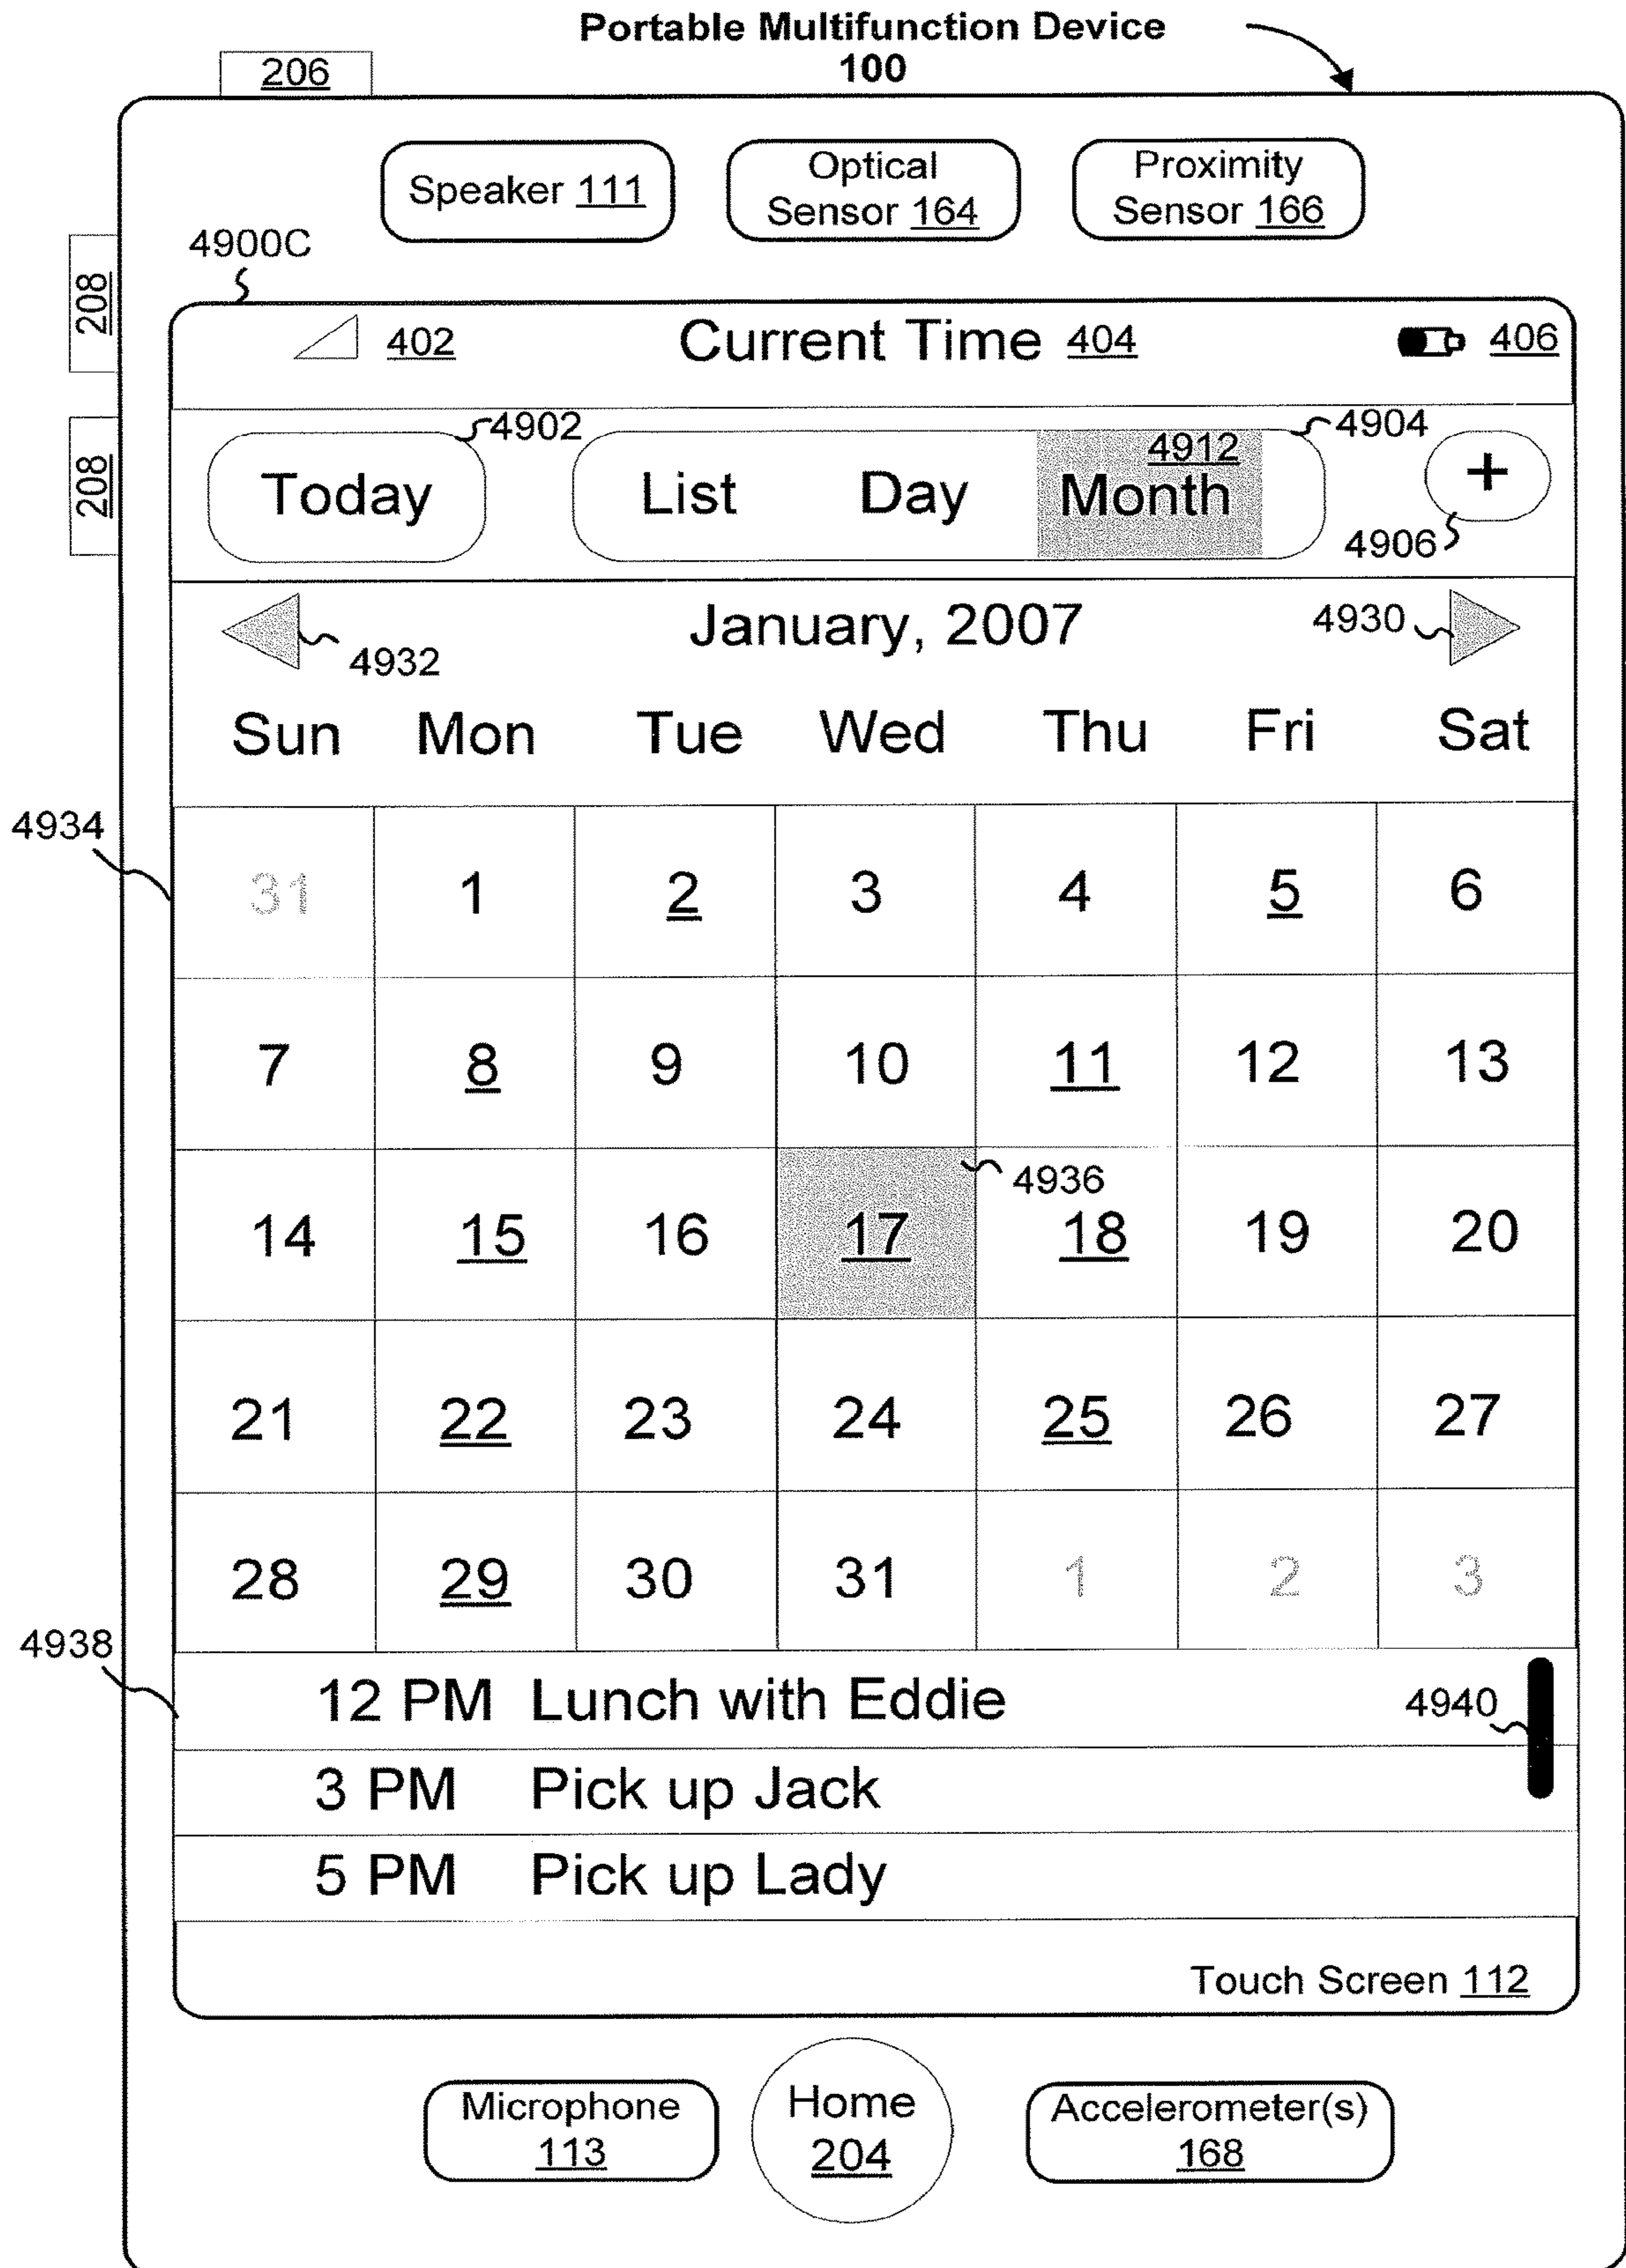 Portable Multifunction Device
100
206
Speaker 111
Optical
Sensor 164
Proximity
Sensor 166
4900C
208
402
Current Time 404
406
208
4902
4904
Today
List
Day
4912
Month
+
4906
January, 2007
4930
4932
Sun Mon Tue Wed Thu Fri Sat
4934
31 1 2 3 4 5 6
7 8 9 10 11 12 13
4936
14 15 16 17 18 19 20
21 22 23 24 25 26 27
28 29 30 31 1 2 3
4938
12 PM Lunch with Eddie
4940
3 PM Pick up Jack
5 PM Pick up Lady
Touch Screen 112
Microphone
113
Home
204
Accelerometer(s)
168